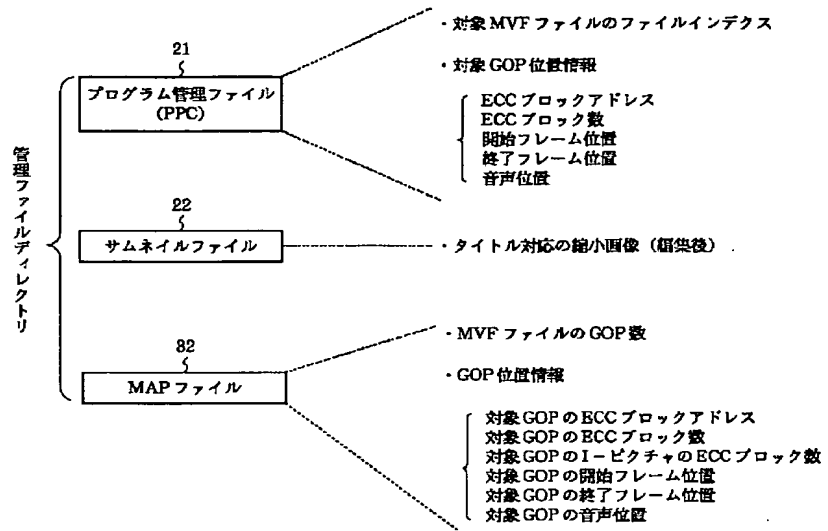 管理ファイルディレクトリ
21
プログラム管理ファイル
(PPC)
・対象 MVF ファイルのファイルインデクス
・対象 GOP 位置情報
ECC ブロックアドレス
ECC ブロック数
開始フレーム位置
終了フレーム位置
音声位置
22
サムネイルファイル
・タイトル対応の縮小画像（編集後）
32
MAP ファイル
・MVF ファイルの GOP 数
・GOP 位置情報
対象 GOP の ECC ブロックアドレス
対象 GOP の ECC ブロック数
対象 GOP の I－ピクチャの ECC ブロック数
対象 GOP の開始フレーム位置
対象 GOP の終了フレーム位置
対象 GOP の音声位置